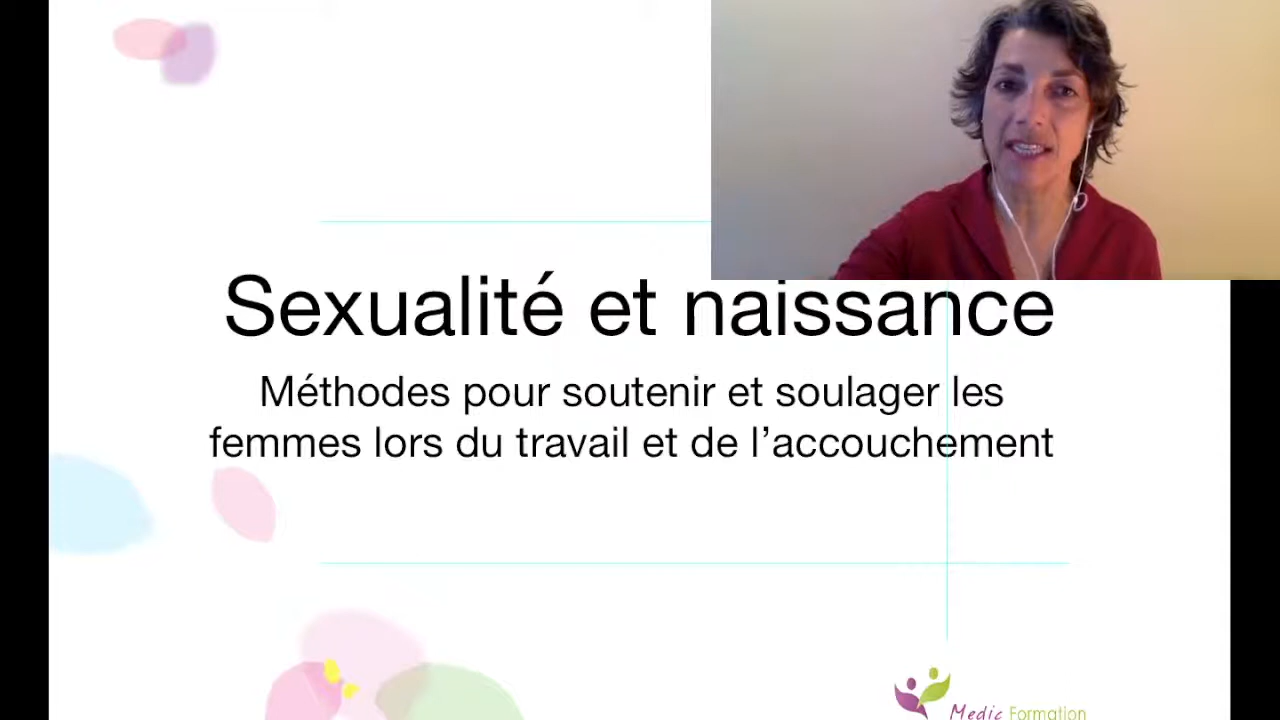 Sexualité et naissance
Méthodes pour soutenir et soulager les
femmes lors du travail et de l’accouchement
Medic Formation